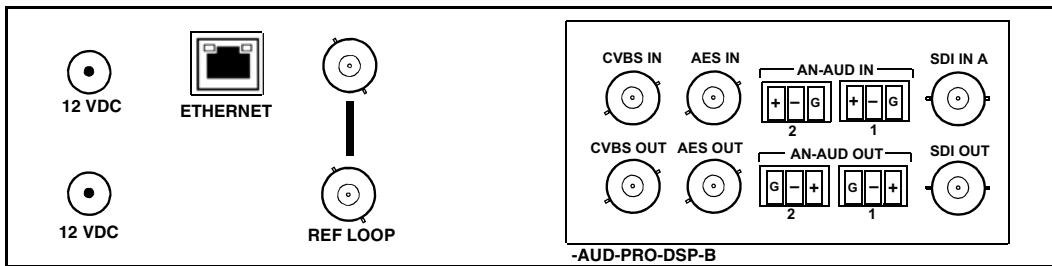 12 VDC
ETHERNET
12 VDC
REF LOOP
CVBS IN
AES IN
AN-AUD IN
SDI IN A
+ − G
+ − G
2
1
CVBS OUT
AES OUT
AN-AUD OUT
SDI OUT
G − +
G − +
2
1
-AUD-PRO-DSP-B